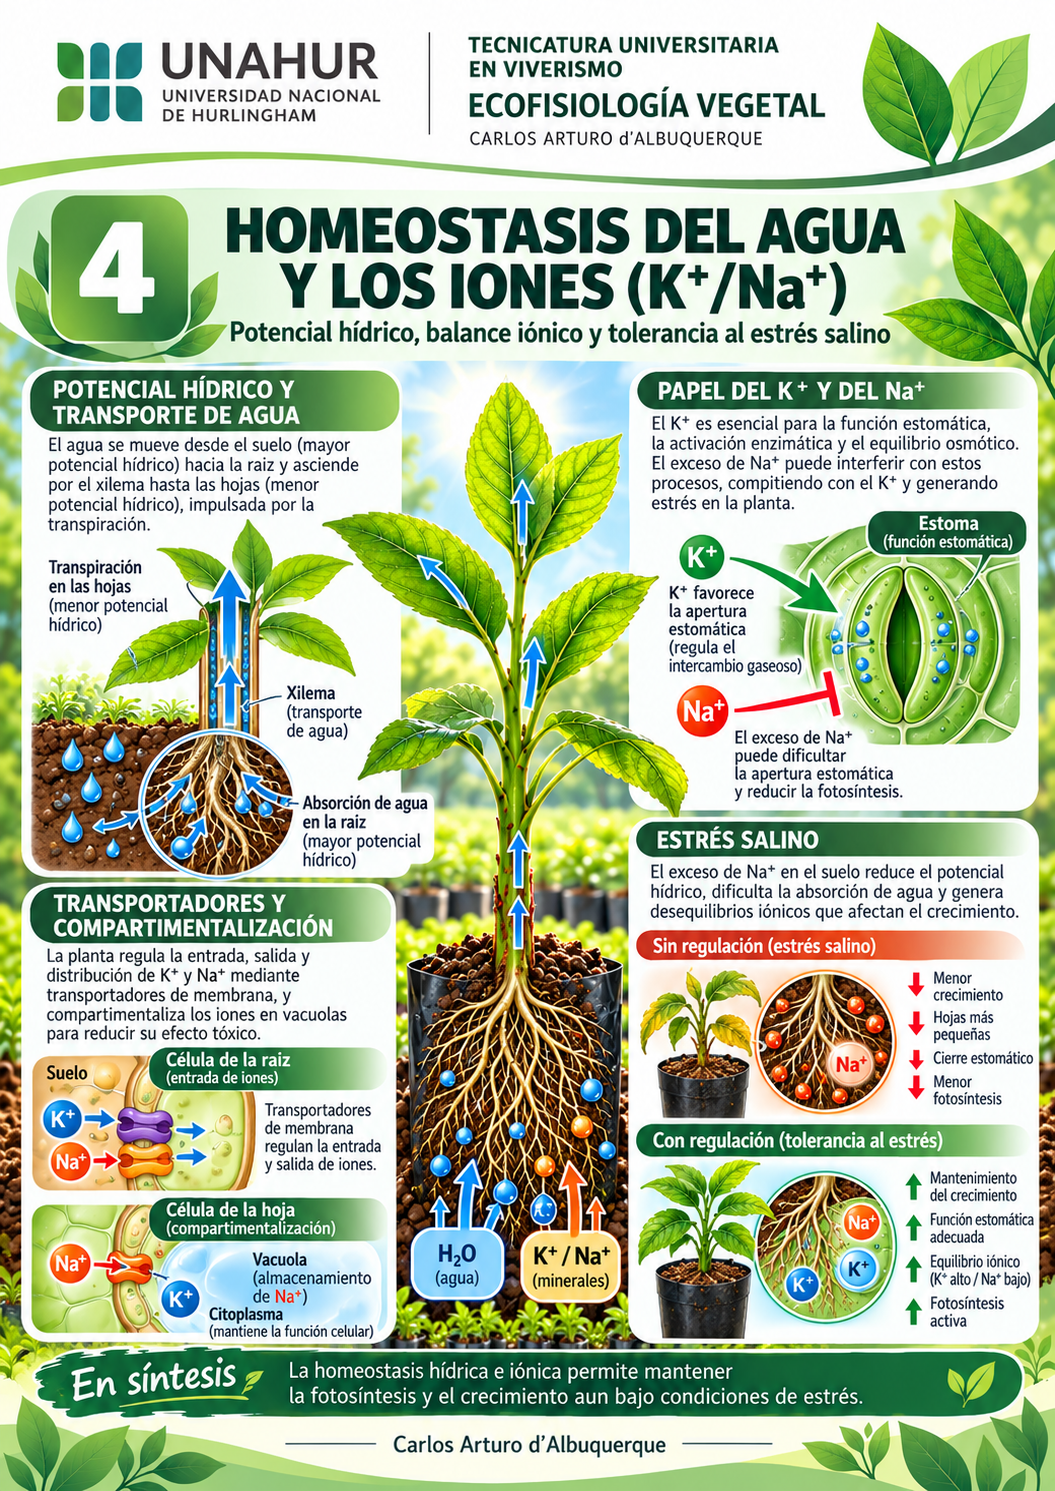 UNAHUR
UNIVERSIDAD NACIONAL
DE HURLINGHAM
TECNICATURA UNIVERSITARIA
EN VIVERISMO
ECOFISIOLOGÍA VEGETAL
CARLOS ARTURO d'ALBUQUERQUE
4
HOMEOSTASIS DEL AGUA
Y LOS IONES (K⁺/Na⁺)
Potencial hídrico, balance iónico y tolerancia al estrés salino
POTENCIAL HÍDRICO Y
TRANSPORTE DE AGUA
El agua se mueve desde el suelo (mayor
potencial hídrico) hacia la raiz y asciende
por el xilema hasta las hojas (menor
potencial hídrico), impulsada por la
transpiración.
Transpiración
en las hojas
(menor potencial
hídrico)
Xilema
(transporte
de agua)
Absorción de agua
en la raiz
(mayor potencial
hídrico)
PAPEL DEL K⁺ Y DEL Na⁺
El K⁺ es esencial para la función estomática,
la activación enzimática y el equilibrio osmótico.
El exceso de Na⁺ puede interferir con estos
procesos, compitiendo con el K⁺ y generando
estrés en la planta.
Estoma
(función estomática)
K⁺
K⁺ favorece
la apertura
estomática
(regula el
intercambio gaseoso)
Na⁺
El exceso de Na⁺
puede dificultar
la apertura estomática
y reducir la fotosíntesis.
TRANSPORTADORES Y
COMPARTIMENTALIZACIÓN
La planta regula la entrada, salida y
distribución de K⁺ y Na⁺ mediante
transportadores de membrana, y
compartimentaliza los iones en vacuolas
para reducir su efecto tóxico.
Suelo
Célula de la raiz
(entrada de iones)
K⁺
Na⁺
Transportadores
de membrana
regulan la entrada
y salida de iones.
Célula de la hoja
(compartimentalización)
Na⁺
K⁺
Vacuola
(almacenamiento
de Na⁺)
Citoplasma
(mantiene la función celular)
H₂O
(agua)
K⁺ / Na⁺
(minerales)
ESTRÉS SALINO
El exceso de Na⁺ en el suelo reduce el potencial
hídrico, dificulta la absorción de agua y genera
desequilibrios iónicos que afectan el crecimiento.
Sin regulación (estrés salino)
Na⁺
Menor
crecimiento
Hojas más
pequeñas
Cierre estomático
Menor
fotosíntesis
Con regulación (tolerancia al estrés)
Na⁺
K⁺
K⁺
Mantenimiento
del crecimiento
Función estomática
adecuada
Equilibrio iónico
(K⁺ alto / Na⁺ bajo)
Fotosíntesis
activa
En síntesis
La homeostasis hídrica e iónica permite mantener
la fotosíntesis y el crecimiento aun bajo condiciones de estrés.
Carlos Arturo d'Albuquerque